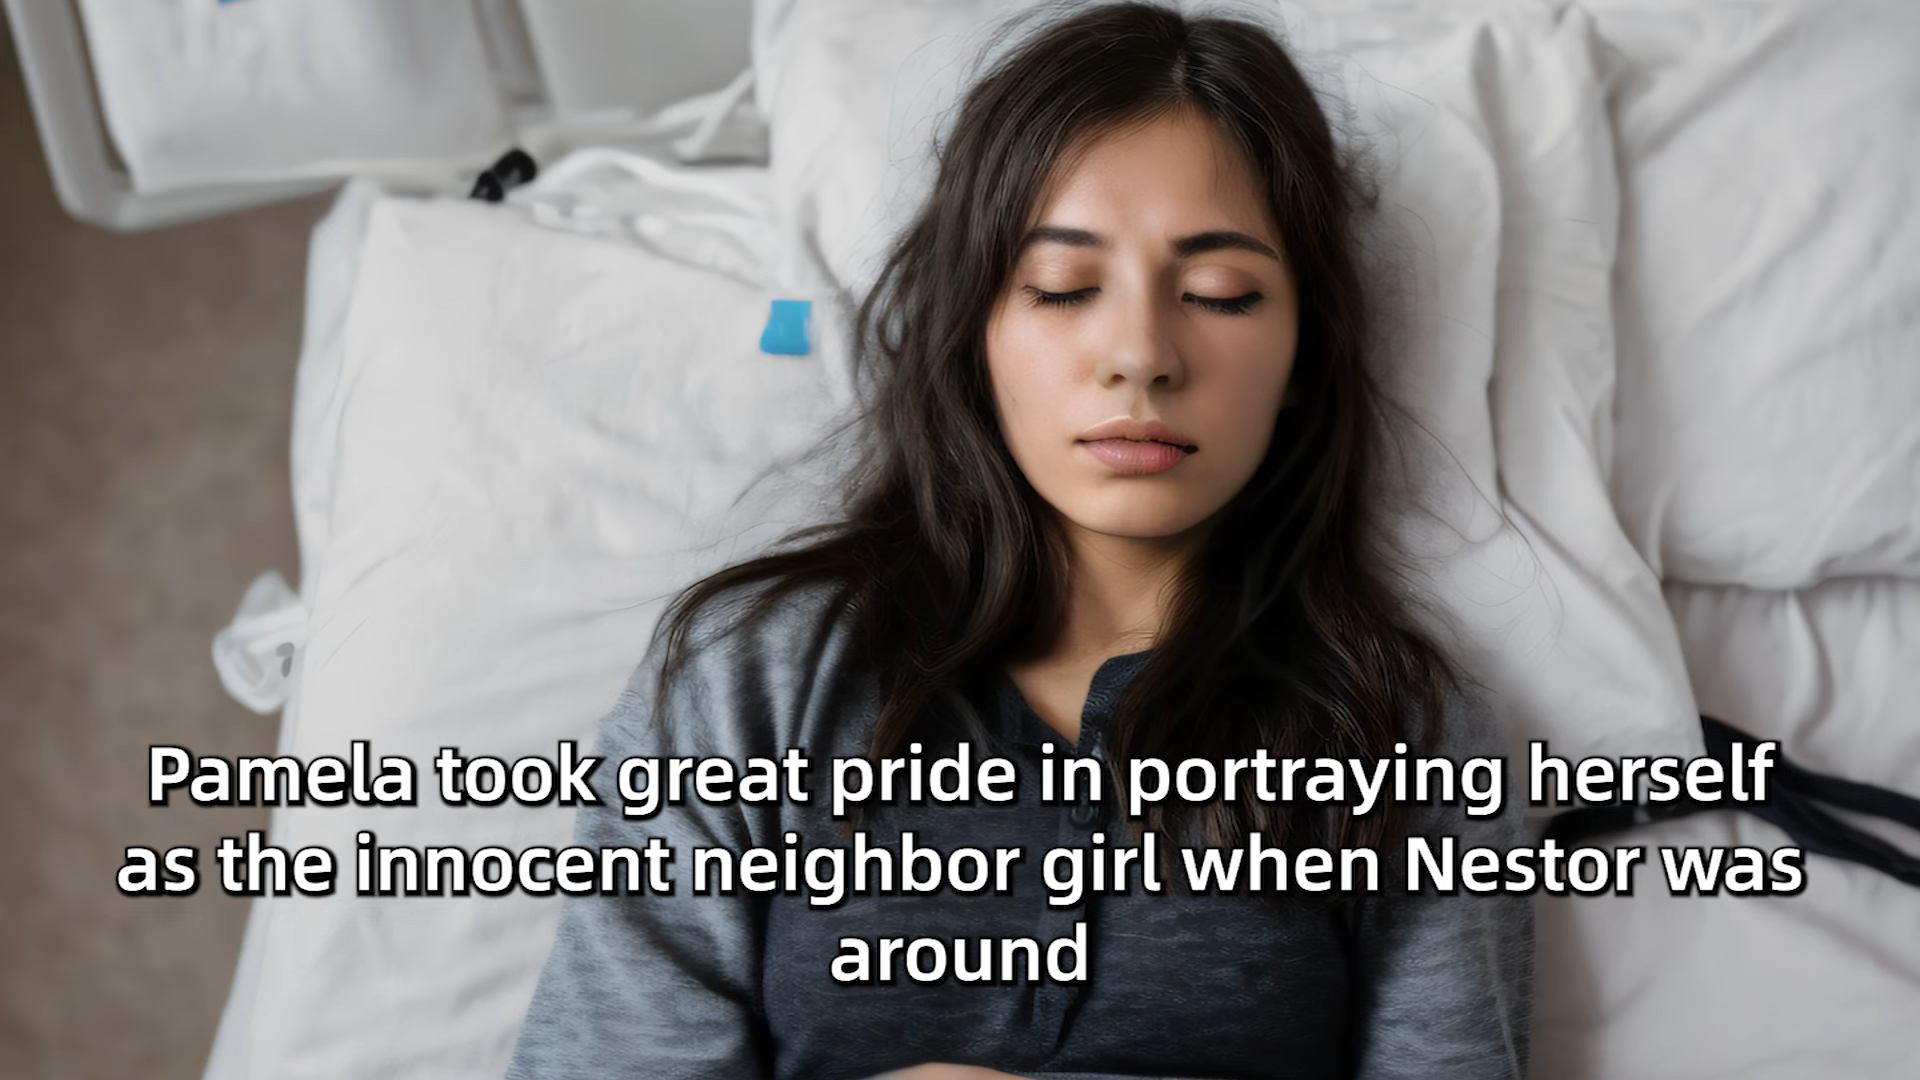 Pamela took great pride in portraying herself
as the innocent neighbor girl when Nestor was
around